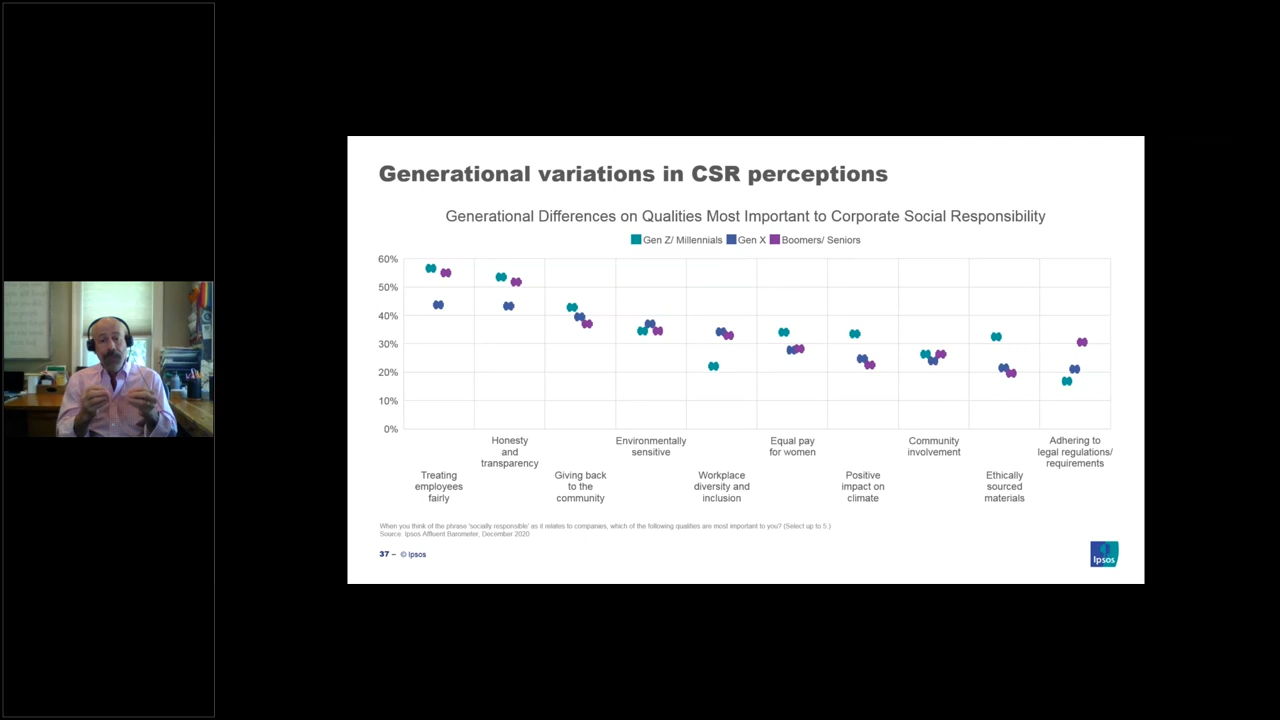 Generational variations in CSR perceptions
Generational Differences on Qualities Most Important to Corporate Social Responsibility
Gen Z/ Millennials Gen X Boomers/ Seniors
60%
50%
40%
30%
20%
10%
0%
Treating
employees
fairly
Honesty
and
transparency
Giving back
to the
community
Environmentally
sensitive
Workplace
diversity and
inclusion
Equal pay
for women
Positive
impact on
climate
Community
involvement
Ethically
sourced
materials
Adhering to
legal regulations/
requirements
When you think of the phrase 'socially responsible' as it relates to companies, which of the following qualities are most important to you? (Select up to 5.)
Source: Ipsos Affluent Barometer, December 2020
37 – © Ipsos
Ipsos